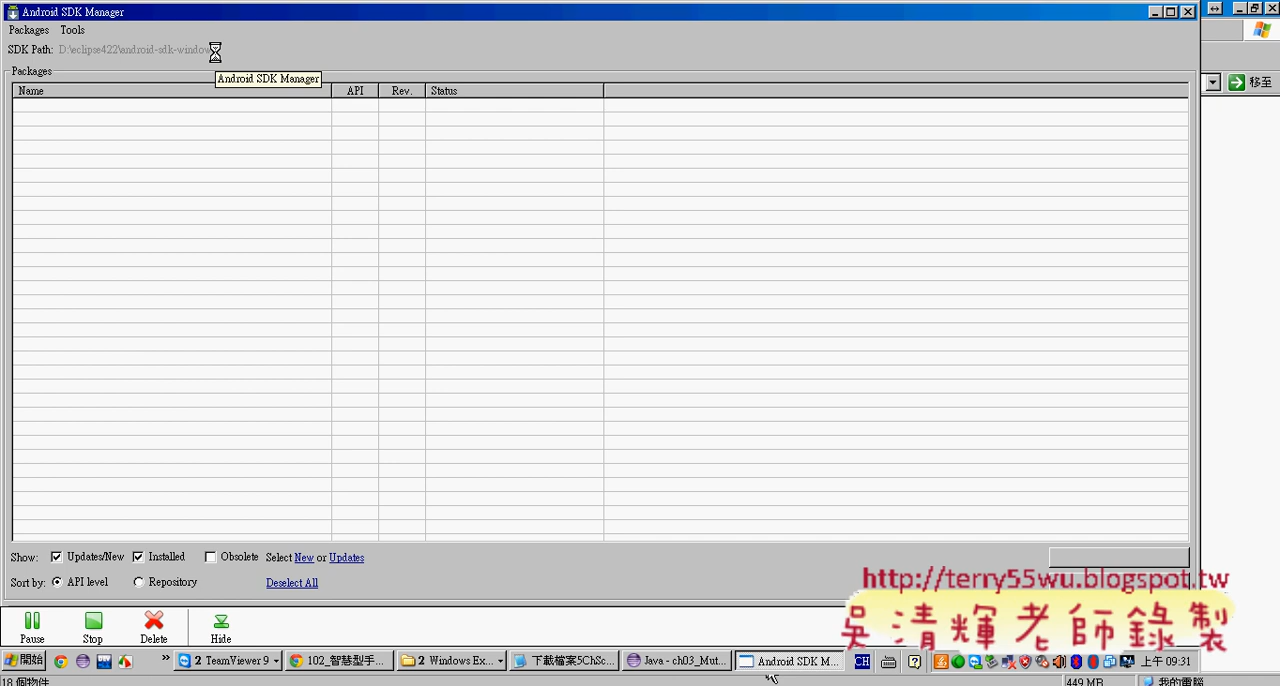 Android SDK Manager
Packages Tools
SDK Path: D:\eclipse422\android-sdk-window
Android SDK Manager
Packages
Name API Rev. Status
移至
Show: Updates/New Installed Obsolete Select New or Updates
Sort by: API level Repository Deselect All
http://terry55wu.blogspot.tw
吳清輝老師錄製
Pause Stop Delete Hide
開始 » 2 TeamViewer 9 102_智慧型手... 2 Windows Ex... 下載檔案5ChSc... Java - ch03_Mut... Android SDK M... CH 上午 09:31
18 個物件 449 MB 我的電腦